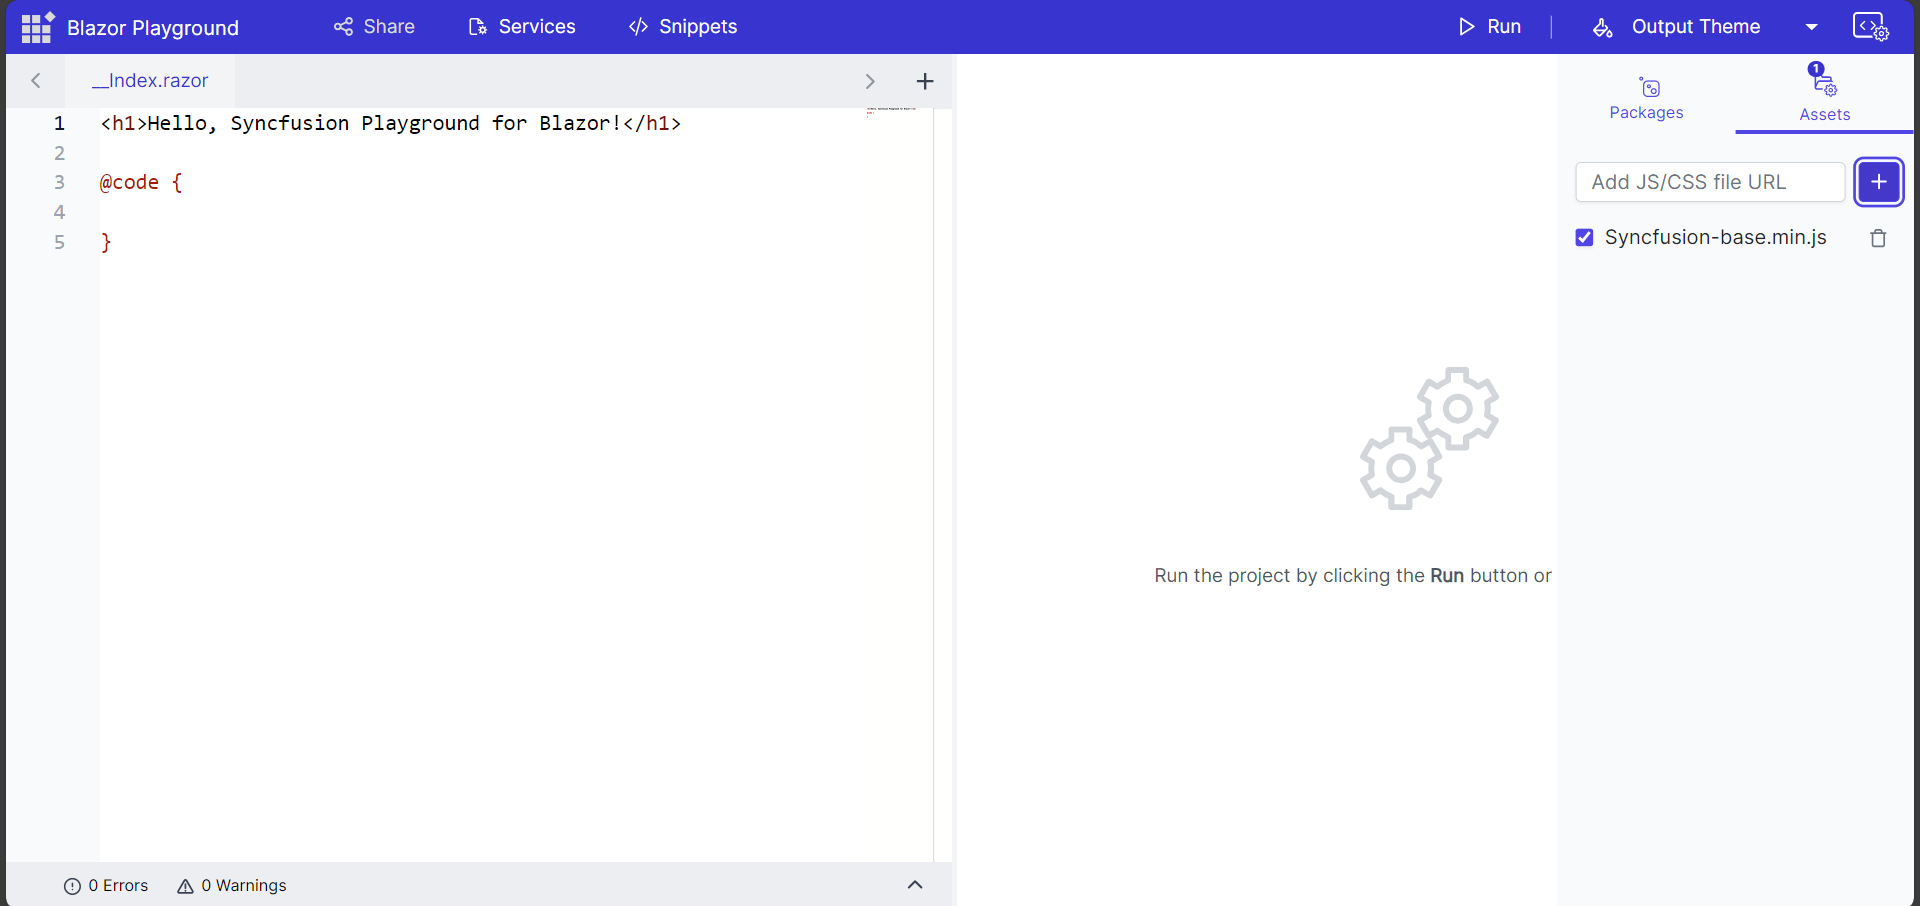 Blazor Playground Share Services Snippets Run Output Theme
__Index.razor
1 <h1>Hello, Syncfusion Playground for Blazor!</h1>
2
3 @code {
4
5 }
0 Errors 0 Warnings
Run the project by clicking the Run button or
Packages
1
Assets
Add JS/CSS file URL
Syncfusion-base.min.js